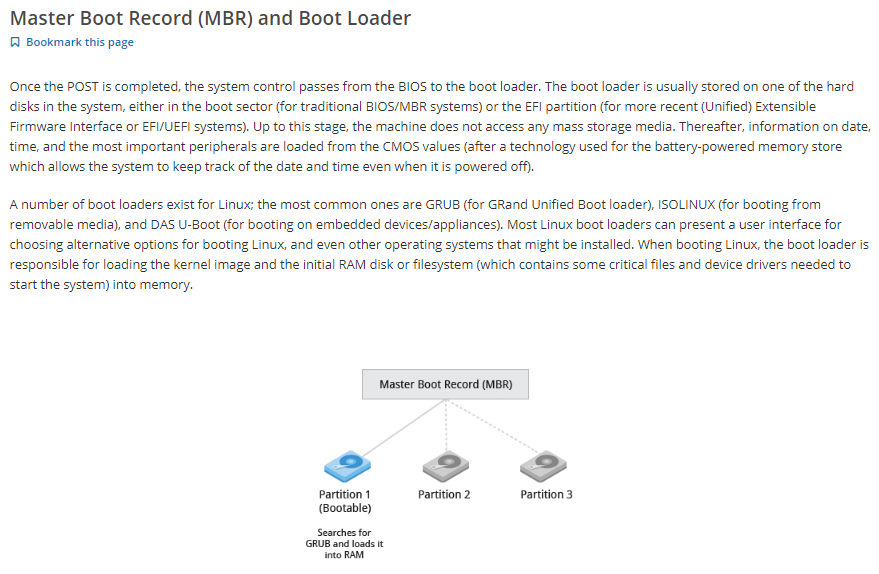 Master Boot Record (MBR) and Boot Loader
Bookmark this page
Once the POST is completed, the system control passes from the BIOS to the boot loader. The boot loader is usually stored on one of the hard
disks in the system, either in the boot sector (for traditional BIOS/MBR systems) or the EFI partition (for more recent (Unified) Extensible
Firmware Interface or EFI/UEFI systems). Up to this stage, the machine does not access any mass storage media. Thereafter, information on date,
time, and the most important peripherals are loaded from the CMOS values (after a technology used for the battery-powered memory store
which allows the system to keep track of the date and time even when it is powered off).
A number of boot loaders exist for Linux; the most common ones are GRUB (for GRand Unified Boot loader), ISOLINUX (for booting from
removable media), and DAS U-Boot (for booting on embedded devices/appliances). Most Linux boot loaders can present a user interface for
choosing alternative options for booting Linux, and even other operating systems that might be installed. When booting Linux, the boot loader is
responsible for loading the kernel image and the initial RAM disk or filesystem (which contains some critical files and device drivers needed to
start the system) into memory.
Master Boot Record (MBR)
Partition 1
(Bootable)
Partition 2
Partition 3
Searches for
GRUB and loads it
into RAM